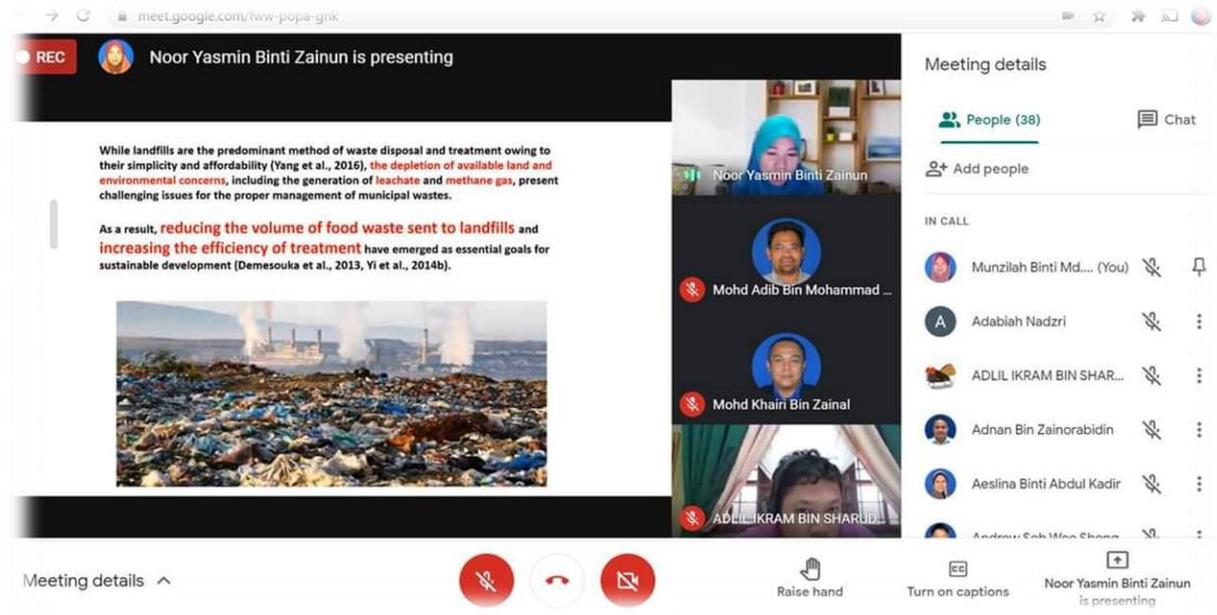 meet.google.com/fww-popa-gnk
REC
Noor Yasmin Binti Zainun is presenting
While landfills are the predominant method of waste disposal and treatment owing to
their simplicity and affordability (Yang et al., 2016), the depletion of available land and
environmental concerns, including the generation of leachate and methane gas, present
challenging issues for the proper management of municipal wastes.
As a result, reducing the volume of food waste sent to landfills and
increasing the efficiency of treatment have emerged as essential goals for
sustainable development (Demesouka et al., 2013, Yi et al., 2014b).
Noor Yasmin Binti Zainun
Mohd Adib Bin Mohammad ...
Mohd Khairi Bin Zainal
ADLIL IKRAM BIN SHARUD...
Meeting details
People (38)
Chat
Add people
IN CALL
Munzilah Binti Md.... (You)
A
Adabiah Nadzri
ADLIL IKRAM BIN SHAR...
Adnan Bin Zainorabidin
Aeslina Binti Abdul Kadir
Andrew Seh Woo Sheng
Meeting details
Raise hand
CC
Turn on captions
Noor Yasmin Binti Zainun
is presenting